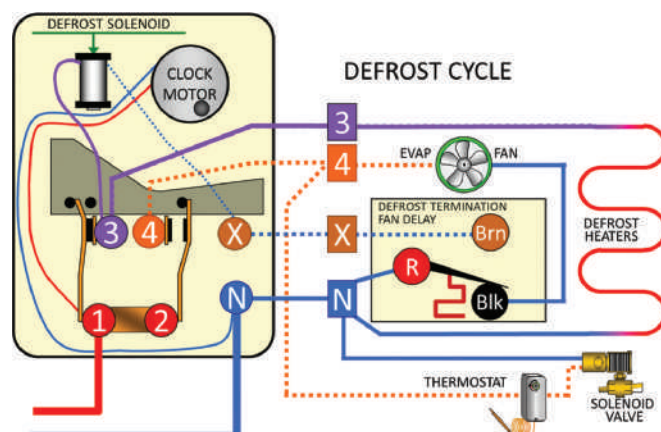 DEFROST SOLENOID
CLOCK
MOTOR
DEFROST CYCLE
3
4
EVAP
FAN
DEFROST TERMINATION
FAN DELAY
DEFROST
HEATERS
3
4
X
X
Brn
R
N
N
Blk
1
2
THERMOSTAT
SOLENOID
VALVE